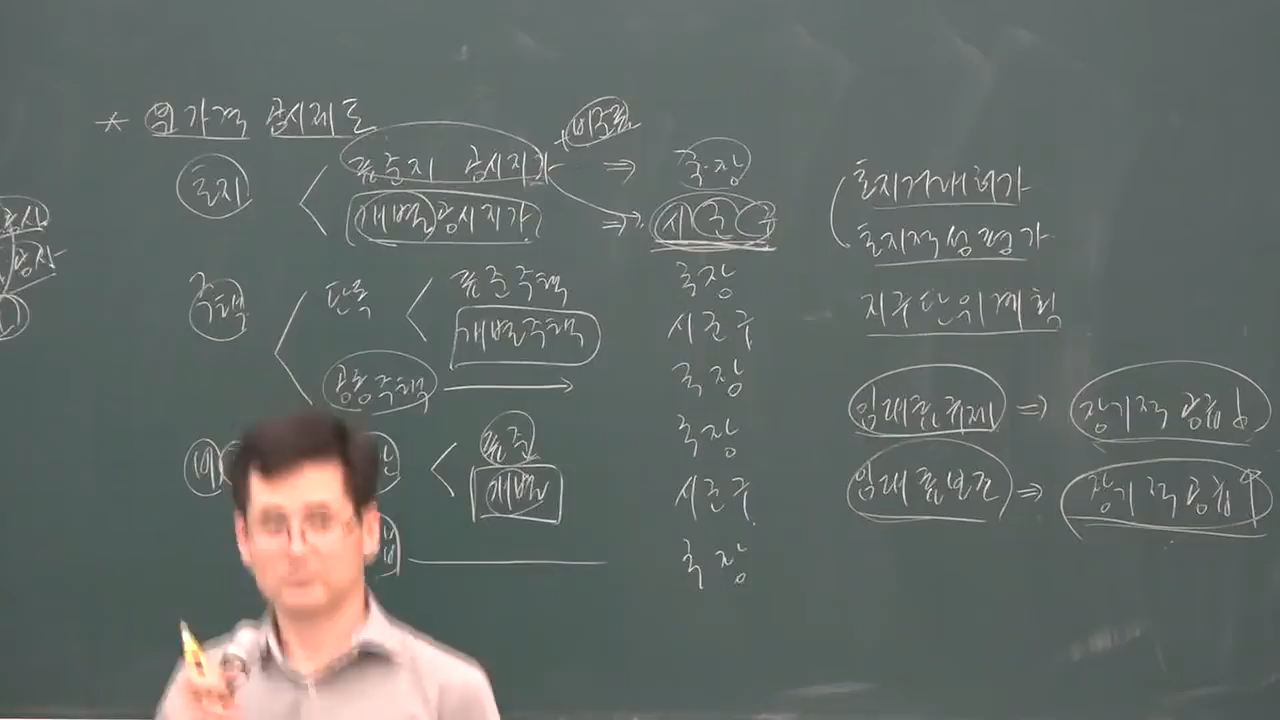 * 부)가격 공시제도
토지 < 표준지 공시지가 + 비준표 ⇒ 국장
개별공시지가 ⇒ 시군구
주택 < 단독 < 표준주택 국장
개별주택 시군구
공동주택 → 국장
비 < 표준 국장
개별 시군구
국장
토지거래허가
토지적성평가
지구단위계획
임대료규제 ⇒ 장기적 공급↓
임대료보조 ⇒ 장기적 공급↑